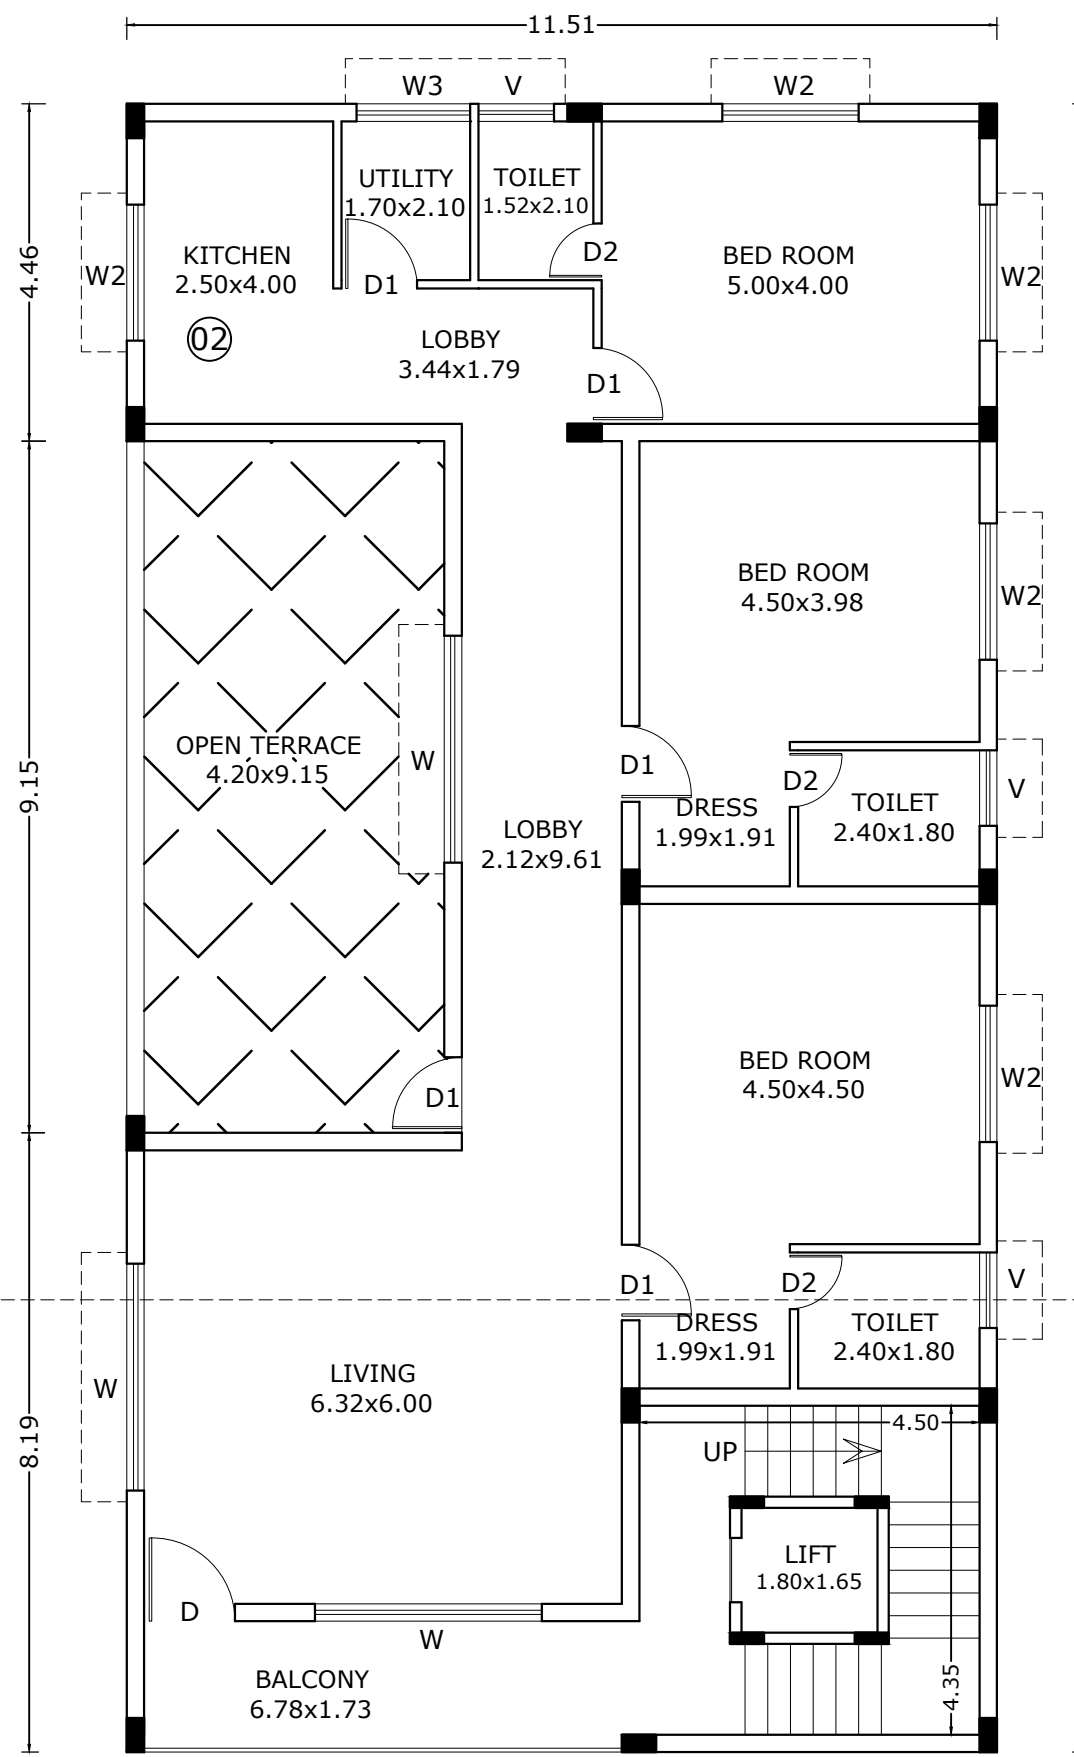 11.51
W3
V
W2
UTILITY
1.70x2.10
TOILET
1.52x2.10
4.46
W2
KITCHEN
2.50x4.00
D1
D2
BED ROOM
5.00x4.00
W2
02
LOBBY
3.44x1.79
D1
BED ROOM
4.50x3.98
W2
9.15
OPEN TERRACE
4.20x9.15
W
D1
D2
V
DRESS
1.99x1.91
TOILET
2.40x1.80
LOBBY
2.12x9.61
D1
BED ROOM
4.50x4.50
W2
D1
D2
V
DRESS
1.99x1.91
TOILET
2.40x1.80
8.19
W
LIVING
6.32x6.00
4.50
UP
LIFT
1.80x1.65
D
W
BALCONY
6.78x1.73
4.35